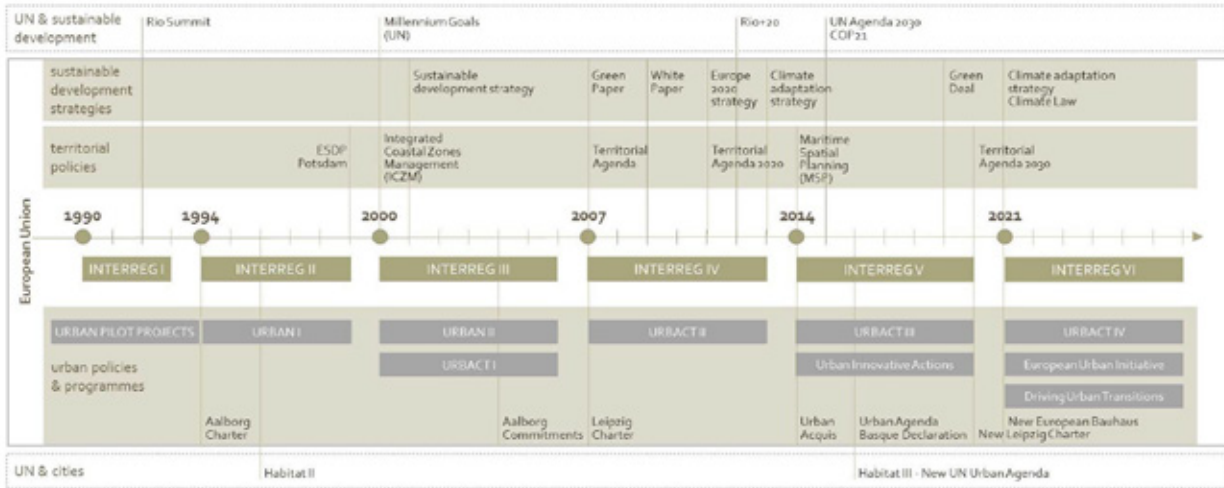 UN & sustainable
development
Rio Summit
Millennium Goals
(UN)
Rio+20
UN Agenda 2030
COP21
European Union
sustainable
development
strategies
Sustainable
development strategy
Green
Paper
White
Paper
Europe
2020
strategy
Climate
adaptation
strategy
Green
Deal
Climate adaptation
strategy
Climate Law
territorial
policies
ESDP
Potsdam
Integrated
Coastal Zones
Management
(ICZM)
Territorial
Agenda
Territorial
Agenda 2020
Maritime
Spatial
Planning
(MSP)
Territorial
Agenda 2030
1990
1994
2000
2007
2014
2021
INTERREG I
INTERREG II
INTERREG III
INTERREG IV
INTERREG V
INTERREG VI
urban policies
& programmes
URBAN PILOT PROJECTS
URBAN I
URBAN II
URBACT II
URBACT III
URBACT IV
URBACT I
Urban Innovative Actions
European Urban Initiative
Driving Urban Transitions
Aalborg
Charter
Aalborg
Commitments
Leipzig
Charter
Urban
Acquis
Urban Agenda
Basque Declaration
New European Bauhaus
New Leipzig Charter
UN & cities
Habitat II
Habitat III - New UN Urban Agenda